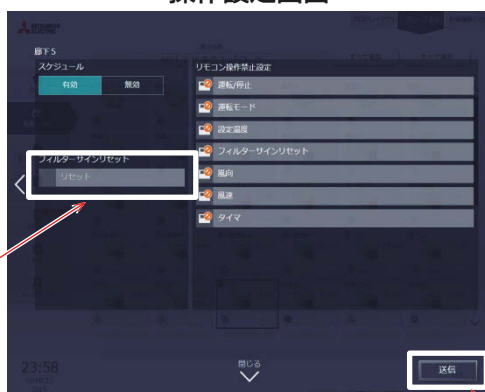 操作設定画面
MITSUBISHI
ELECTRIC
廊下5
スケジュール
有効
無効
フィルターサインリセット
リセット
リモコン操作禁止設定
運転/停止
運転モード
設定温度
フィルターサインリセット
風向
風速
タイマ
23:58
閉じる
送信